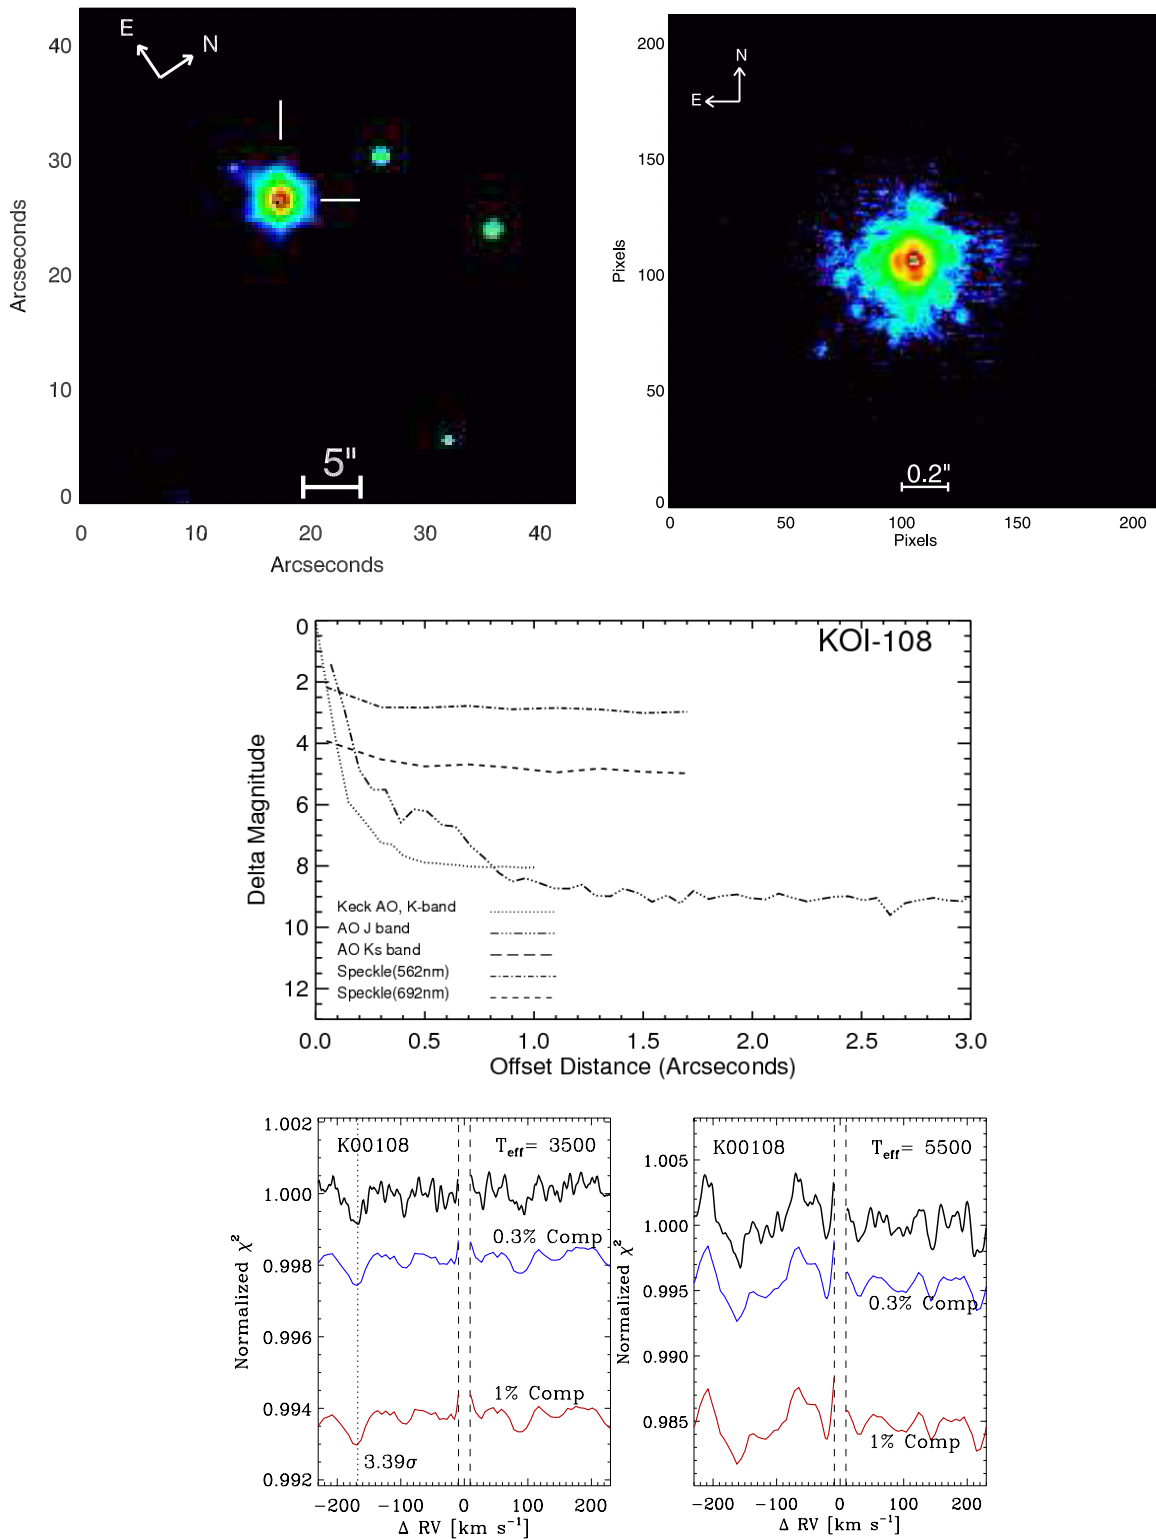 40
30
20
10
0
0
10
20
30
40
Arcseconds
Arcseconds
E
N
5"
200
150
100
50
0
0
50
100
150
200
Pixels
Pixels
N
E
0.2"
KOI-108
0
2
4
6
8
10
12
Delta Magnitude
Keck AO, K-band
AO J band
AO Ks band
Speckle(562nm)
Speckle(692nm)
0.0
0.5
1.0
1.5
2.0
2.5
3.0
Offset Distance (Arcseconds)
1.002
1.000
0.998
0.996
0.994
0.992
Normalized χ²
K00108
T_eff= 3500
0.3% Comp
1% Comp
3.39σ
−200
−100
0
100
200
Δ RV [km s⁻¹]
1.005
1.000
0.995
0.990
0.985
Normalized χ²
K00108
T_eff= 5500
0.3% Comp
1% Comp
−200
−100
0
100
200
Δ RV [km s⁻¹]